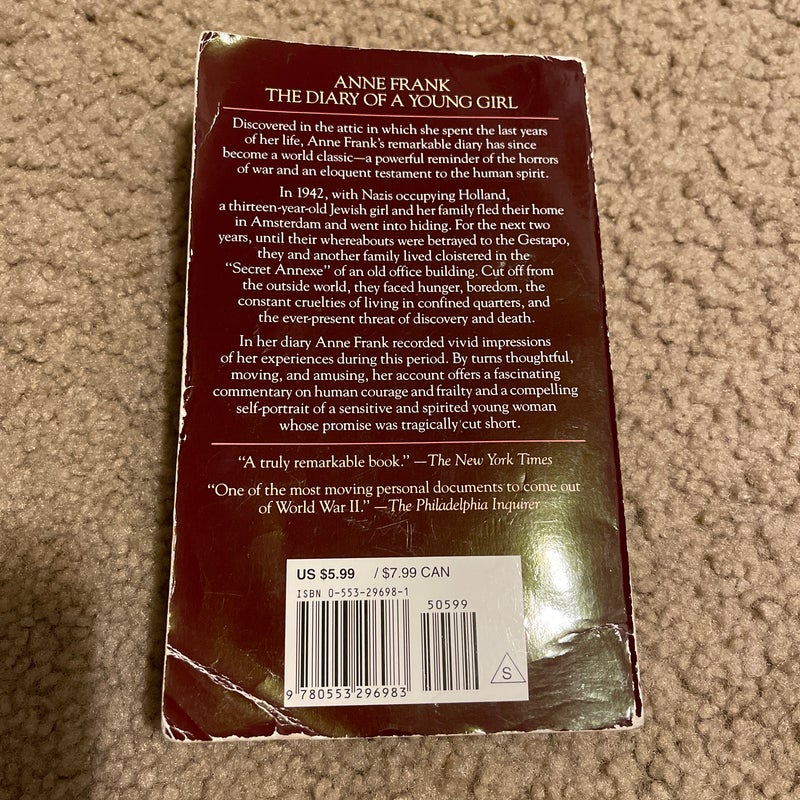 ANNE FRANK
THE DIARY OF A YOUNG GIRL
Discovered in the attic in which she spent the last years
of her life, Anne Frank's remarkable diary has since
become a world classic—a powerful reminder of the horrors
of war and an eloquent testament to the human spirit.
In 1942, with Nazis occupying Holland,
a thirteen-year-old Jewish girl and her family fled their home
in Amsterdam and went into hiding. For the next two
years, until their whereabouts were betrayed to the Gestapo,
they and another family lived cloistered in the
“Secret Annexe” of an old office building. Cut off from
the outside world, they faced hunger, boredom, the
constant cruelties of living in confined quarters, and
the ever-present threat of discovery and death.
In her diary Anne Frank recorded vivid impressions
of her experiences during this period. By turns thoughtful,
moving, and amusing, her account offers a fascinating
commentary on human courage and frailty and a compelling
self-portrait of a sensitive and spirited young woman
whose promise was tragically cut short.
“A truly remarkable book.” —The New York Times
“One of the most moving personal documents to come out
of World War II.” —The Philadelphia Inquirer
US $5.99 / $7.99 CAN
ISBN 0-553-29698-1
50599
9 780553 296983
S